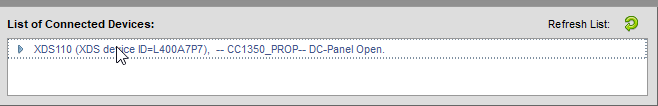 List of Connected Devices: Refresh List:
XDS110 (XDS device ID=L400A7P7), -- CC1350_PROP-- DC-Panel Open.